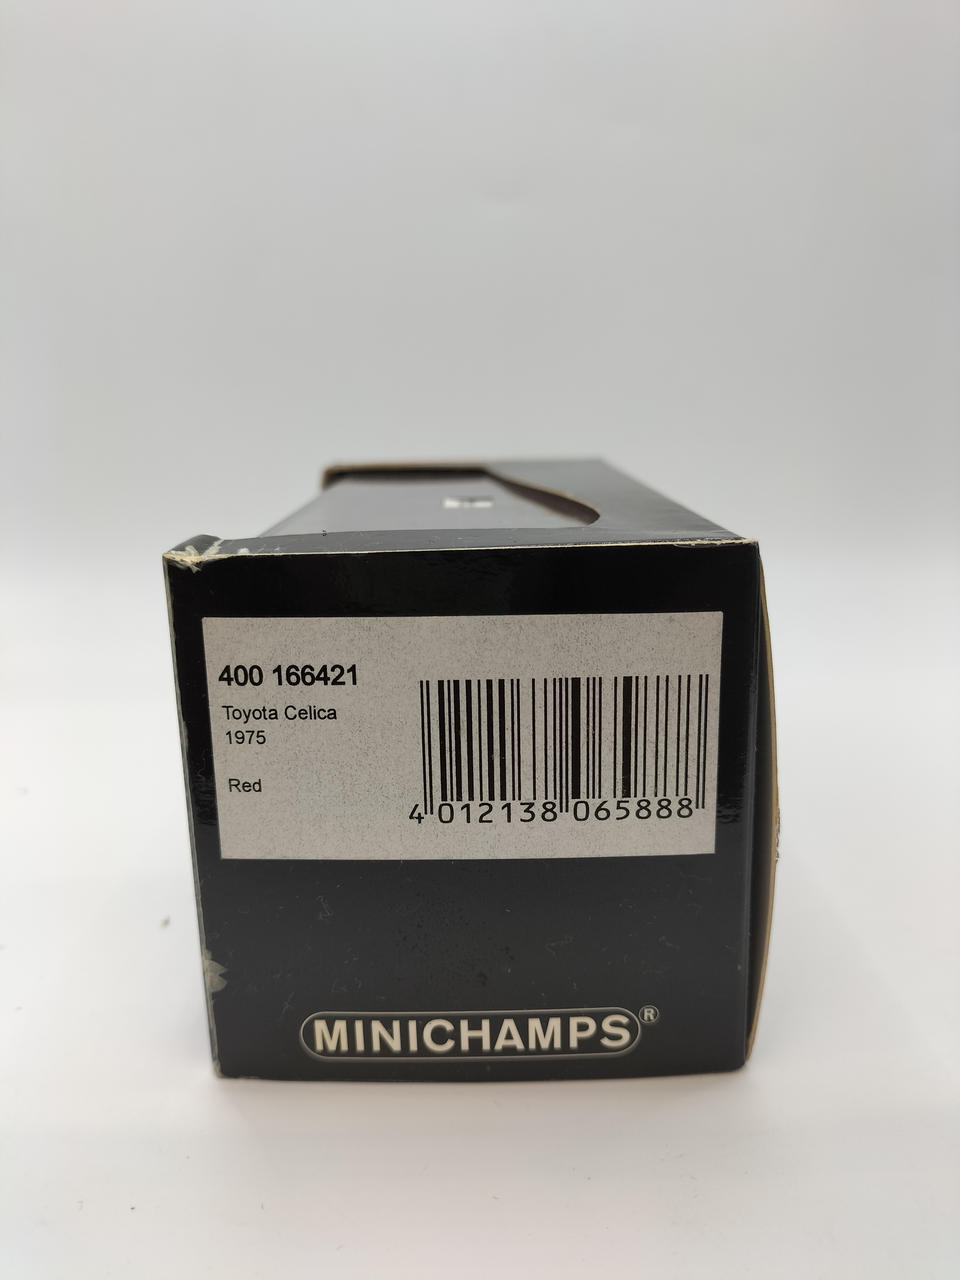 400 166421
Toyota Celica
1975
Red
4 012138 065888
MINICHAMPS®